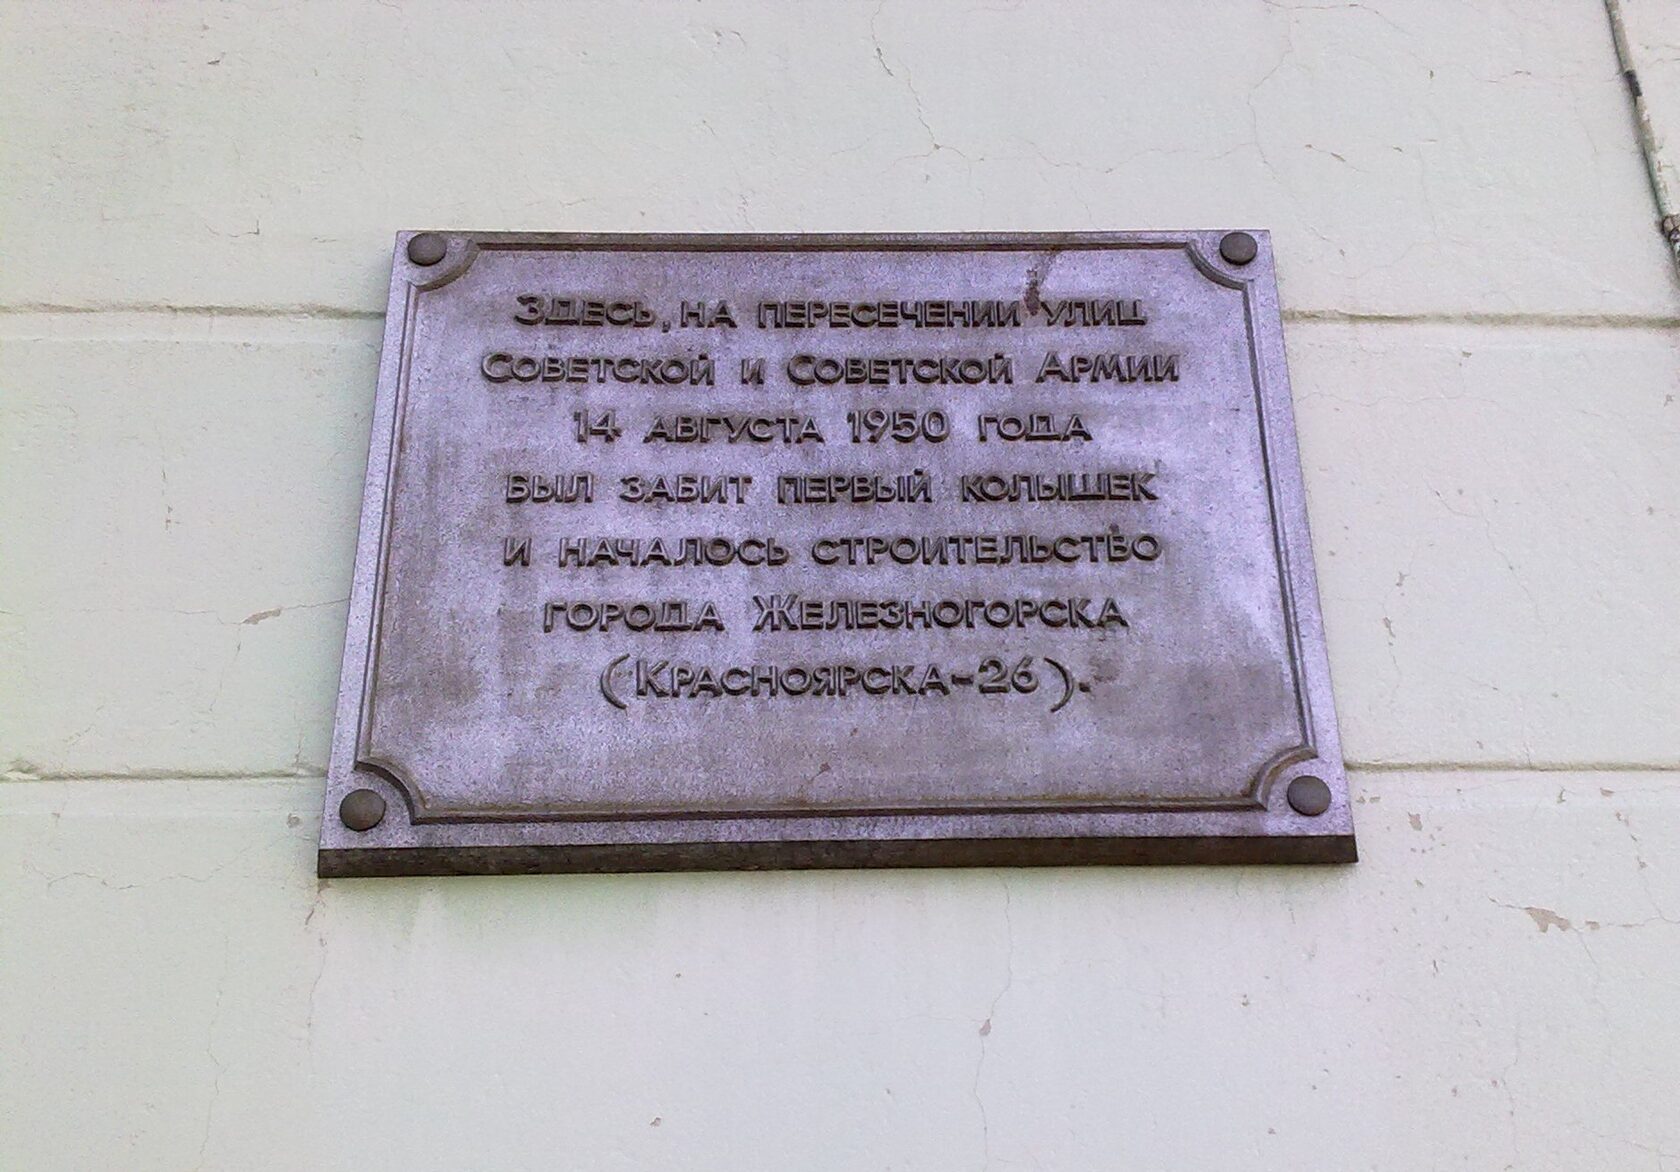 Здесь, на пересечении улиц
Советской и Советской Армии
14 августа 1950 года
был забит первый колышек
и началось строительство
города Железногорска
(Красноярска-26).